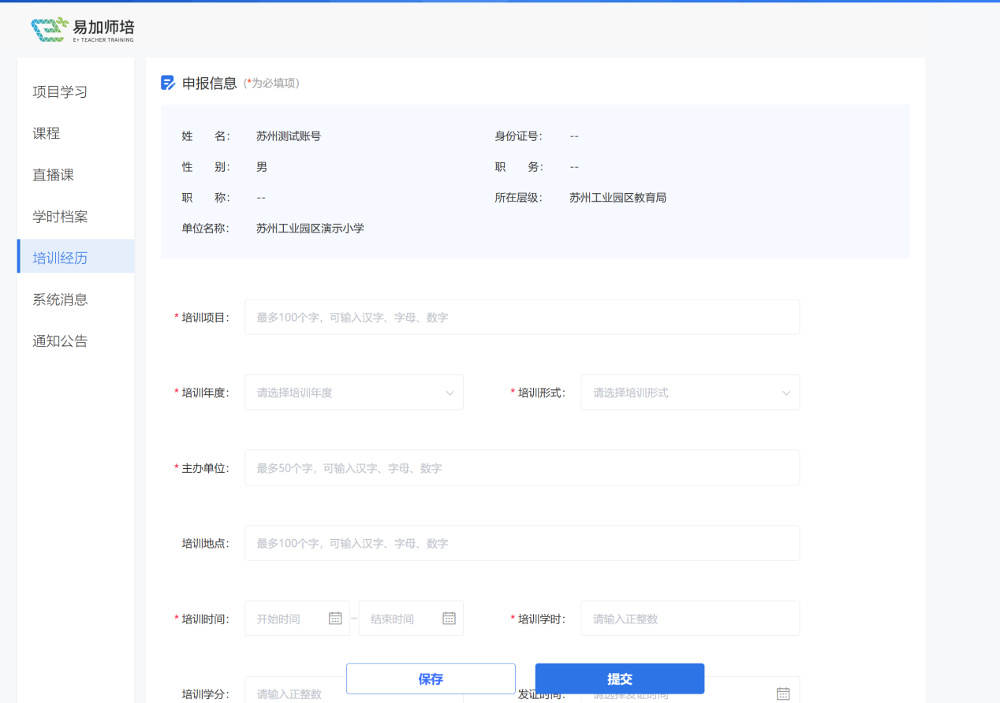 易加师培
E+ TEACHER TRAINING
项目学习
课程
直播课
学时档案
培训经历
系统消息
通知公告
申报信息 (*为必填项)
姓 名： 苏州测试账号 身份证号： --
性 别： 男 职 务： --
职 称： -- 所在层级： 苏州工业园区教育局
单位名称： 苏州工业园区演示小学
* 培训项目： 最多100个字，可输入汉字、字母、数字
* 培训年度： 请选择培训年度 * 培训形式： 请选择培训形式
* 主办单位： 最多50个字，可输入汉字、字母、数字
培训地点： 最多100个字，可输入汉字、字母、数字
* 培训时间： 开始时间 – 结束时间 * 培训学时： 请输入正整数
保存 提交
培训学分： 请输入正整数 发证时间： 请选择发证时间